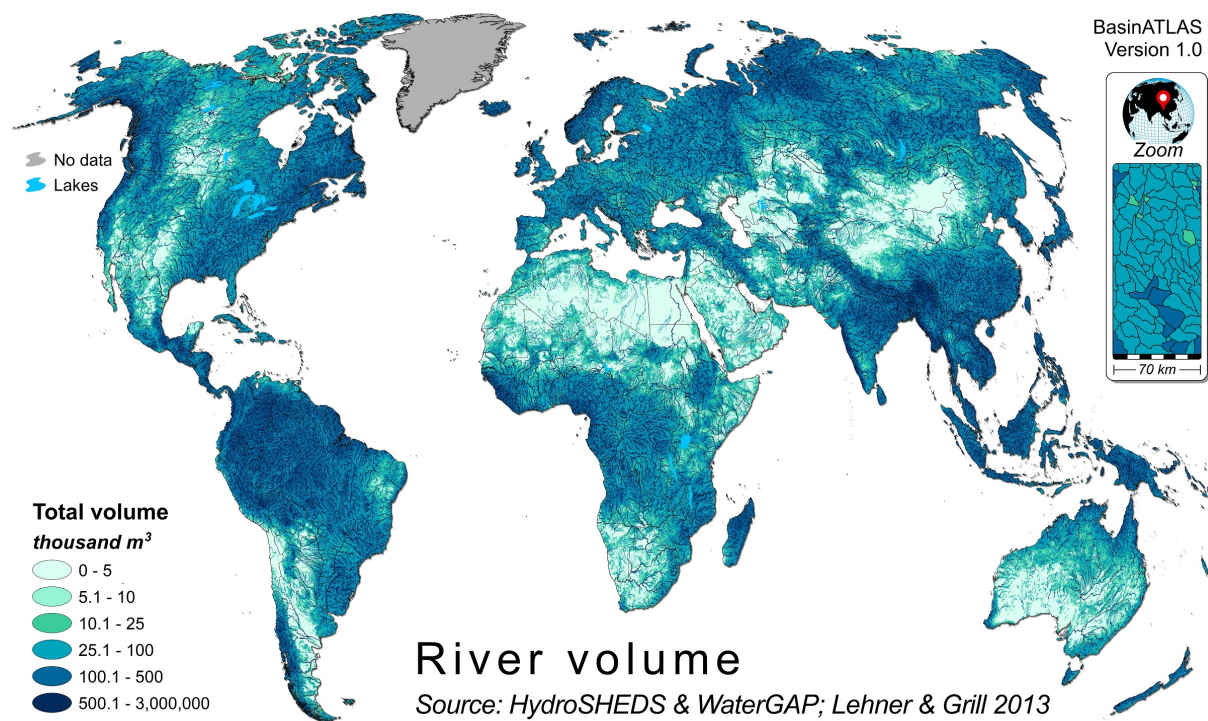 BasinATLAS
Version 1.0
Zoom
70 km
No data
Lakes
Total volume
thousand m³
0 - 5
5.1 - 10
10.1 - 25
25.1 - 100
100.1 - 500
500.1 - 3,000,000
River volume
Source: HydroSHEDS & WaterGAP; Lehner & Grill 2013